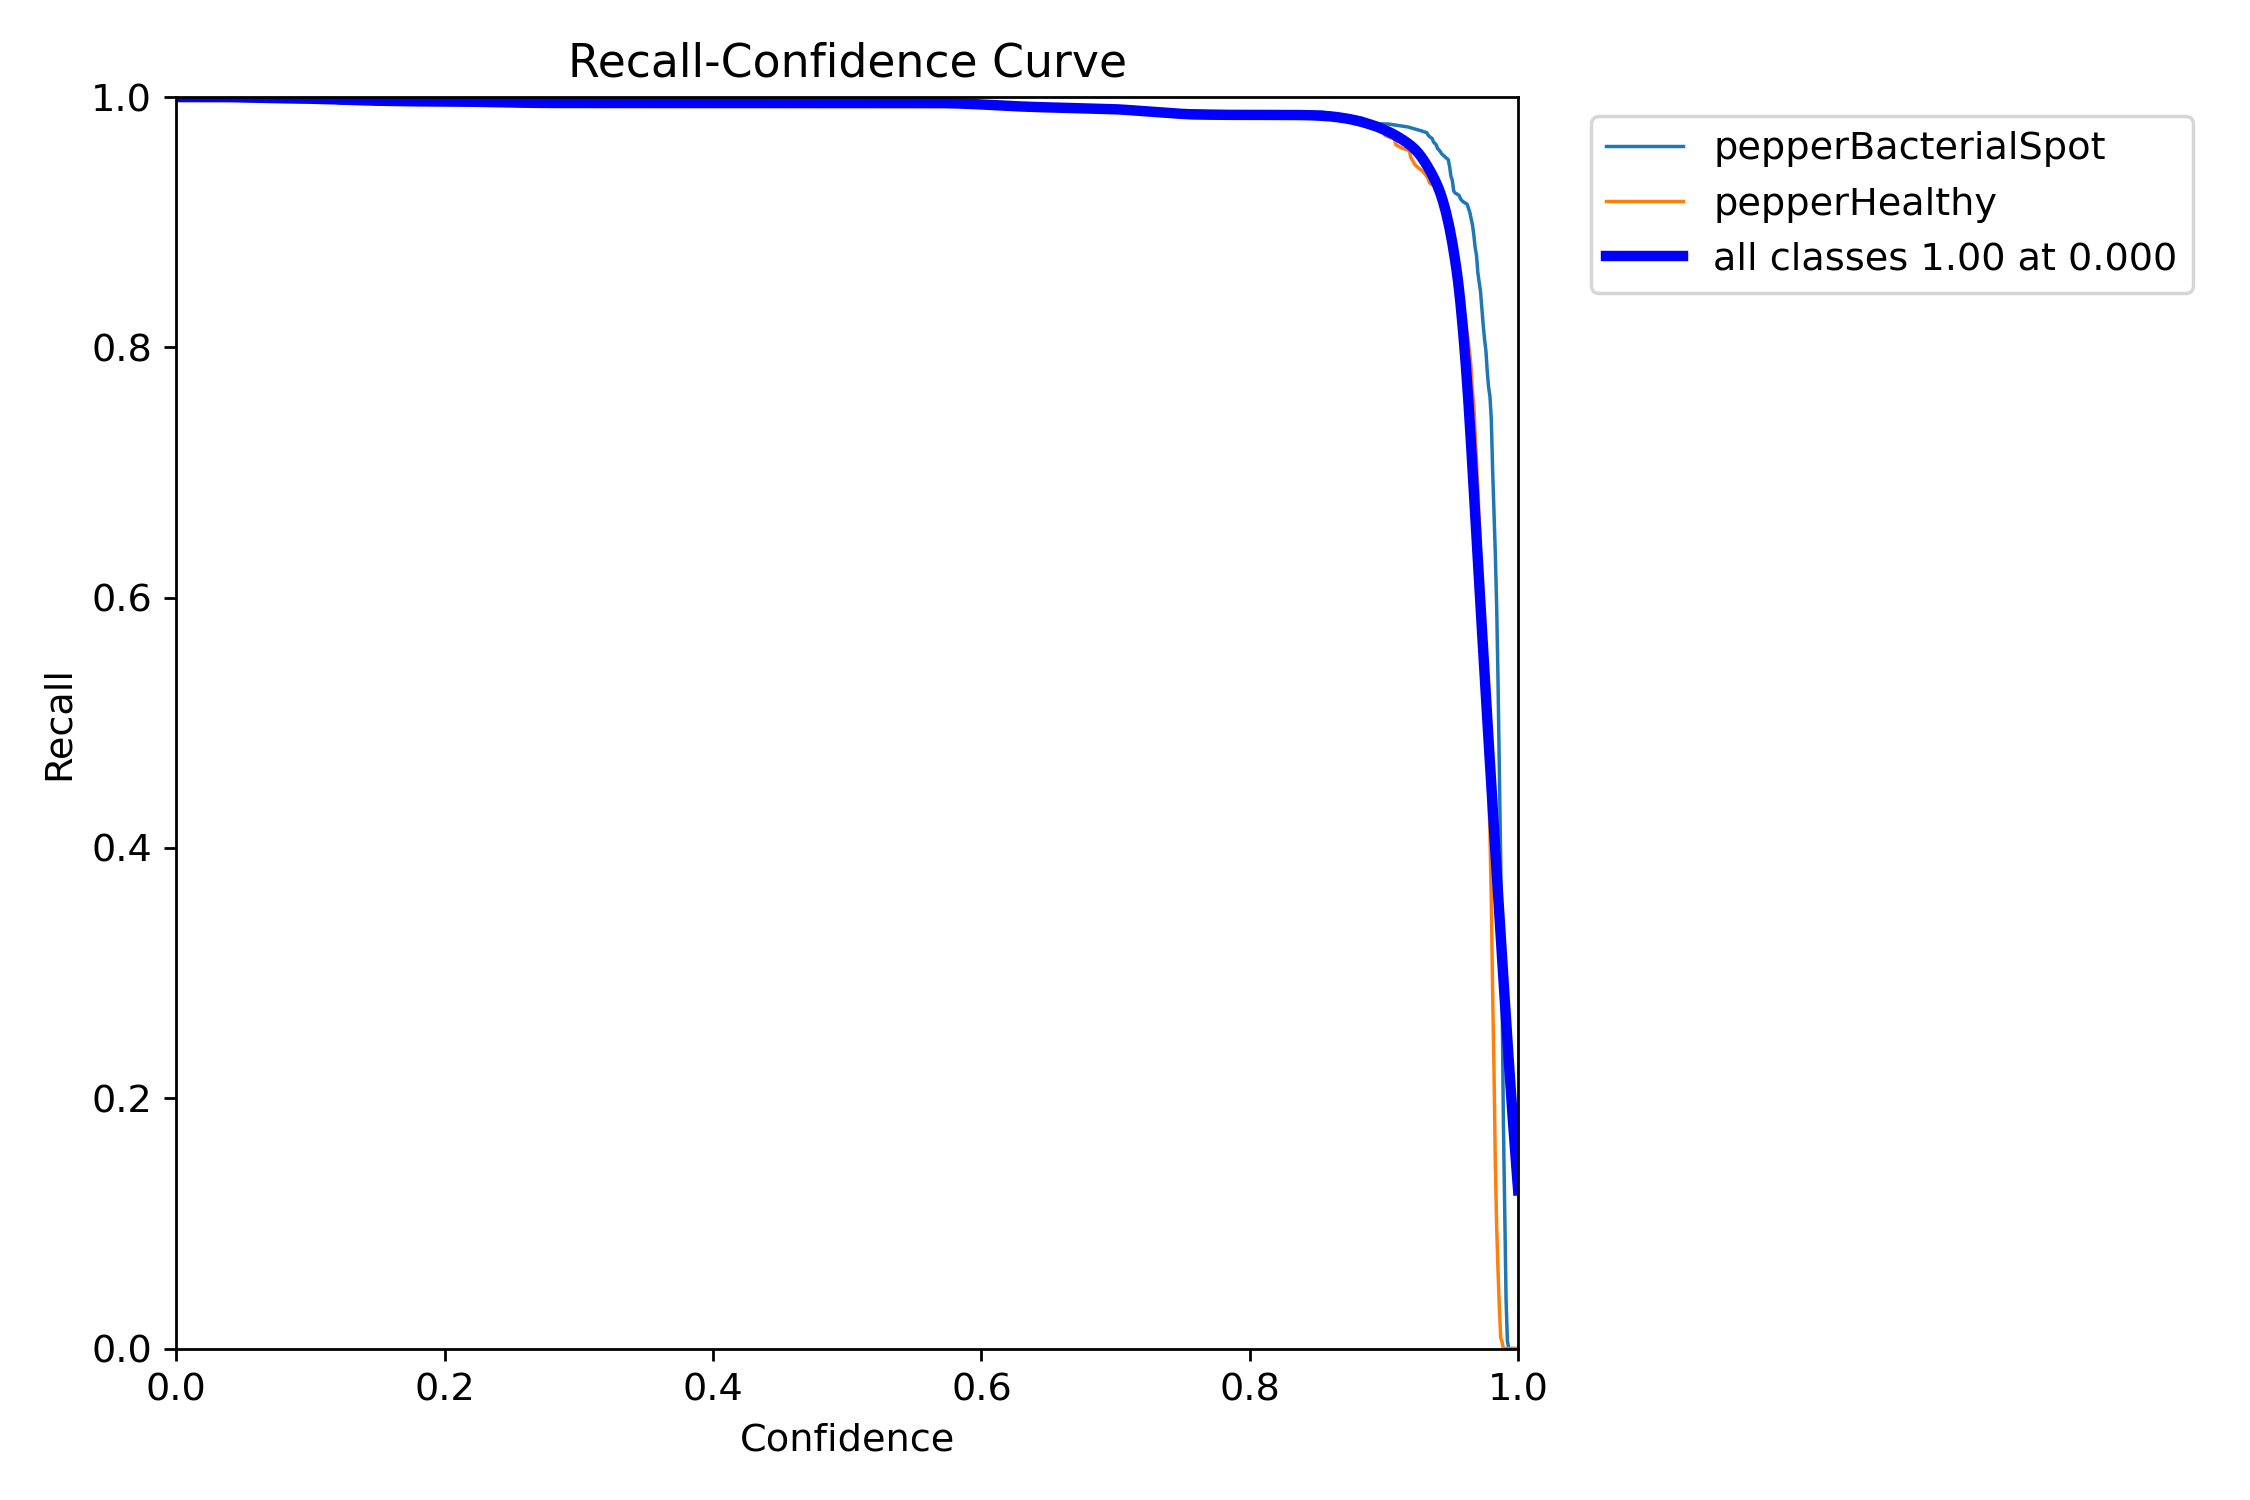 Recall-Confidence Curve
1.0
0.8
0.6
0.4
0.2
0.0
Recall
0.0 0.2 0.4 0.6 0.8 1.0
Confidence
pepperBacterialSpot
pepperHealthy
all classes 1.00 at 0.000